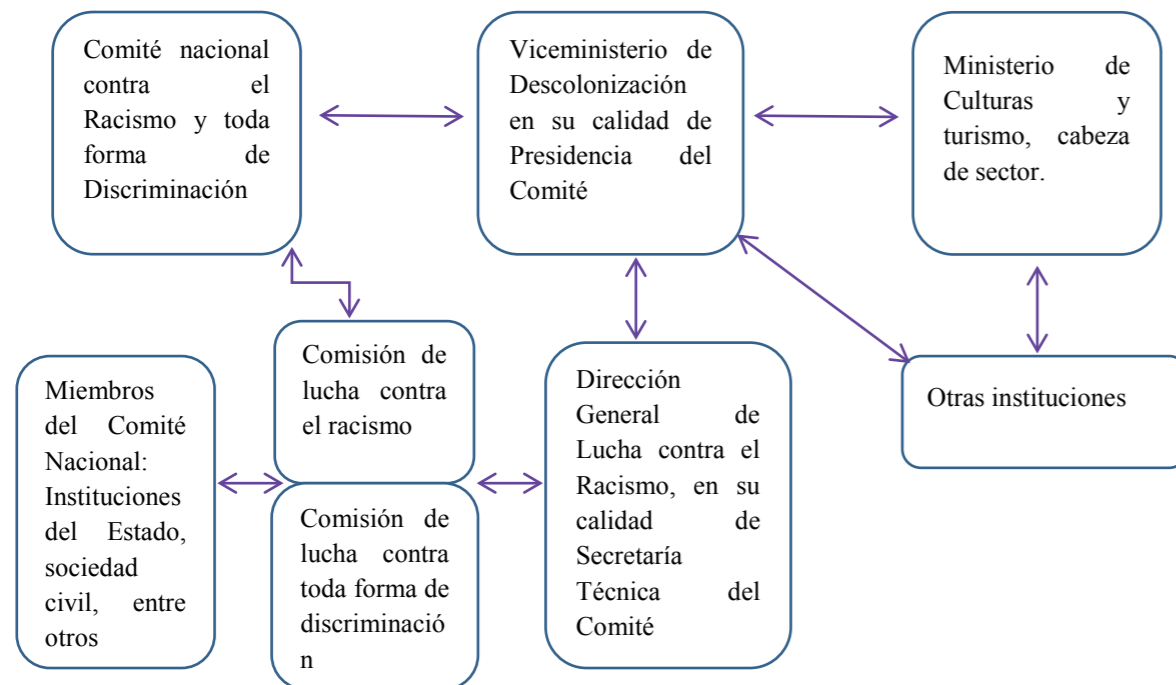 Comité nacional
contra el
Racismo y toda
forma de
Discriminación
Viceministerio de
Descolonización
en su calidad de
Presidencia del
Comité
Ministerio de
Culturas y
turismo, cabeza
de sector.
Miembros
del Comité
Nacional:
Instituciones
del Estado,
sociedad
civil, entre
otros
Comisión de
lucha contra
el racismo
Comisión de
lucha contra
toda forma de
discriminació
n
Dirección
General de
Lucha contra el
Racismo, en su
calidad de
Secretaría
Técnica del
Comité
Otras instituciones